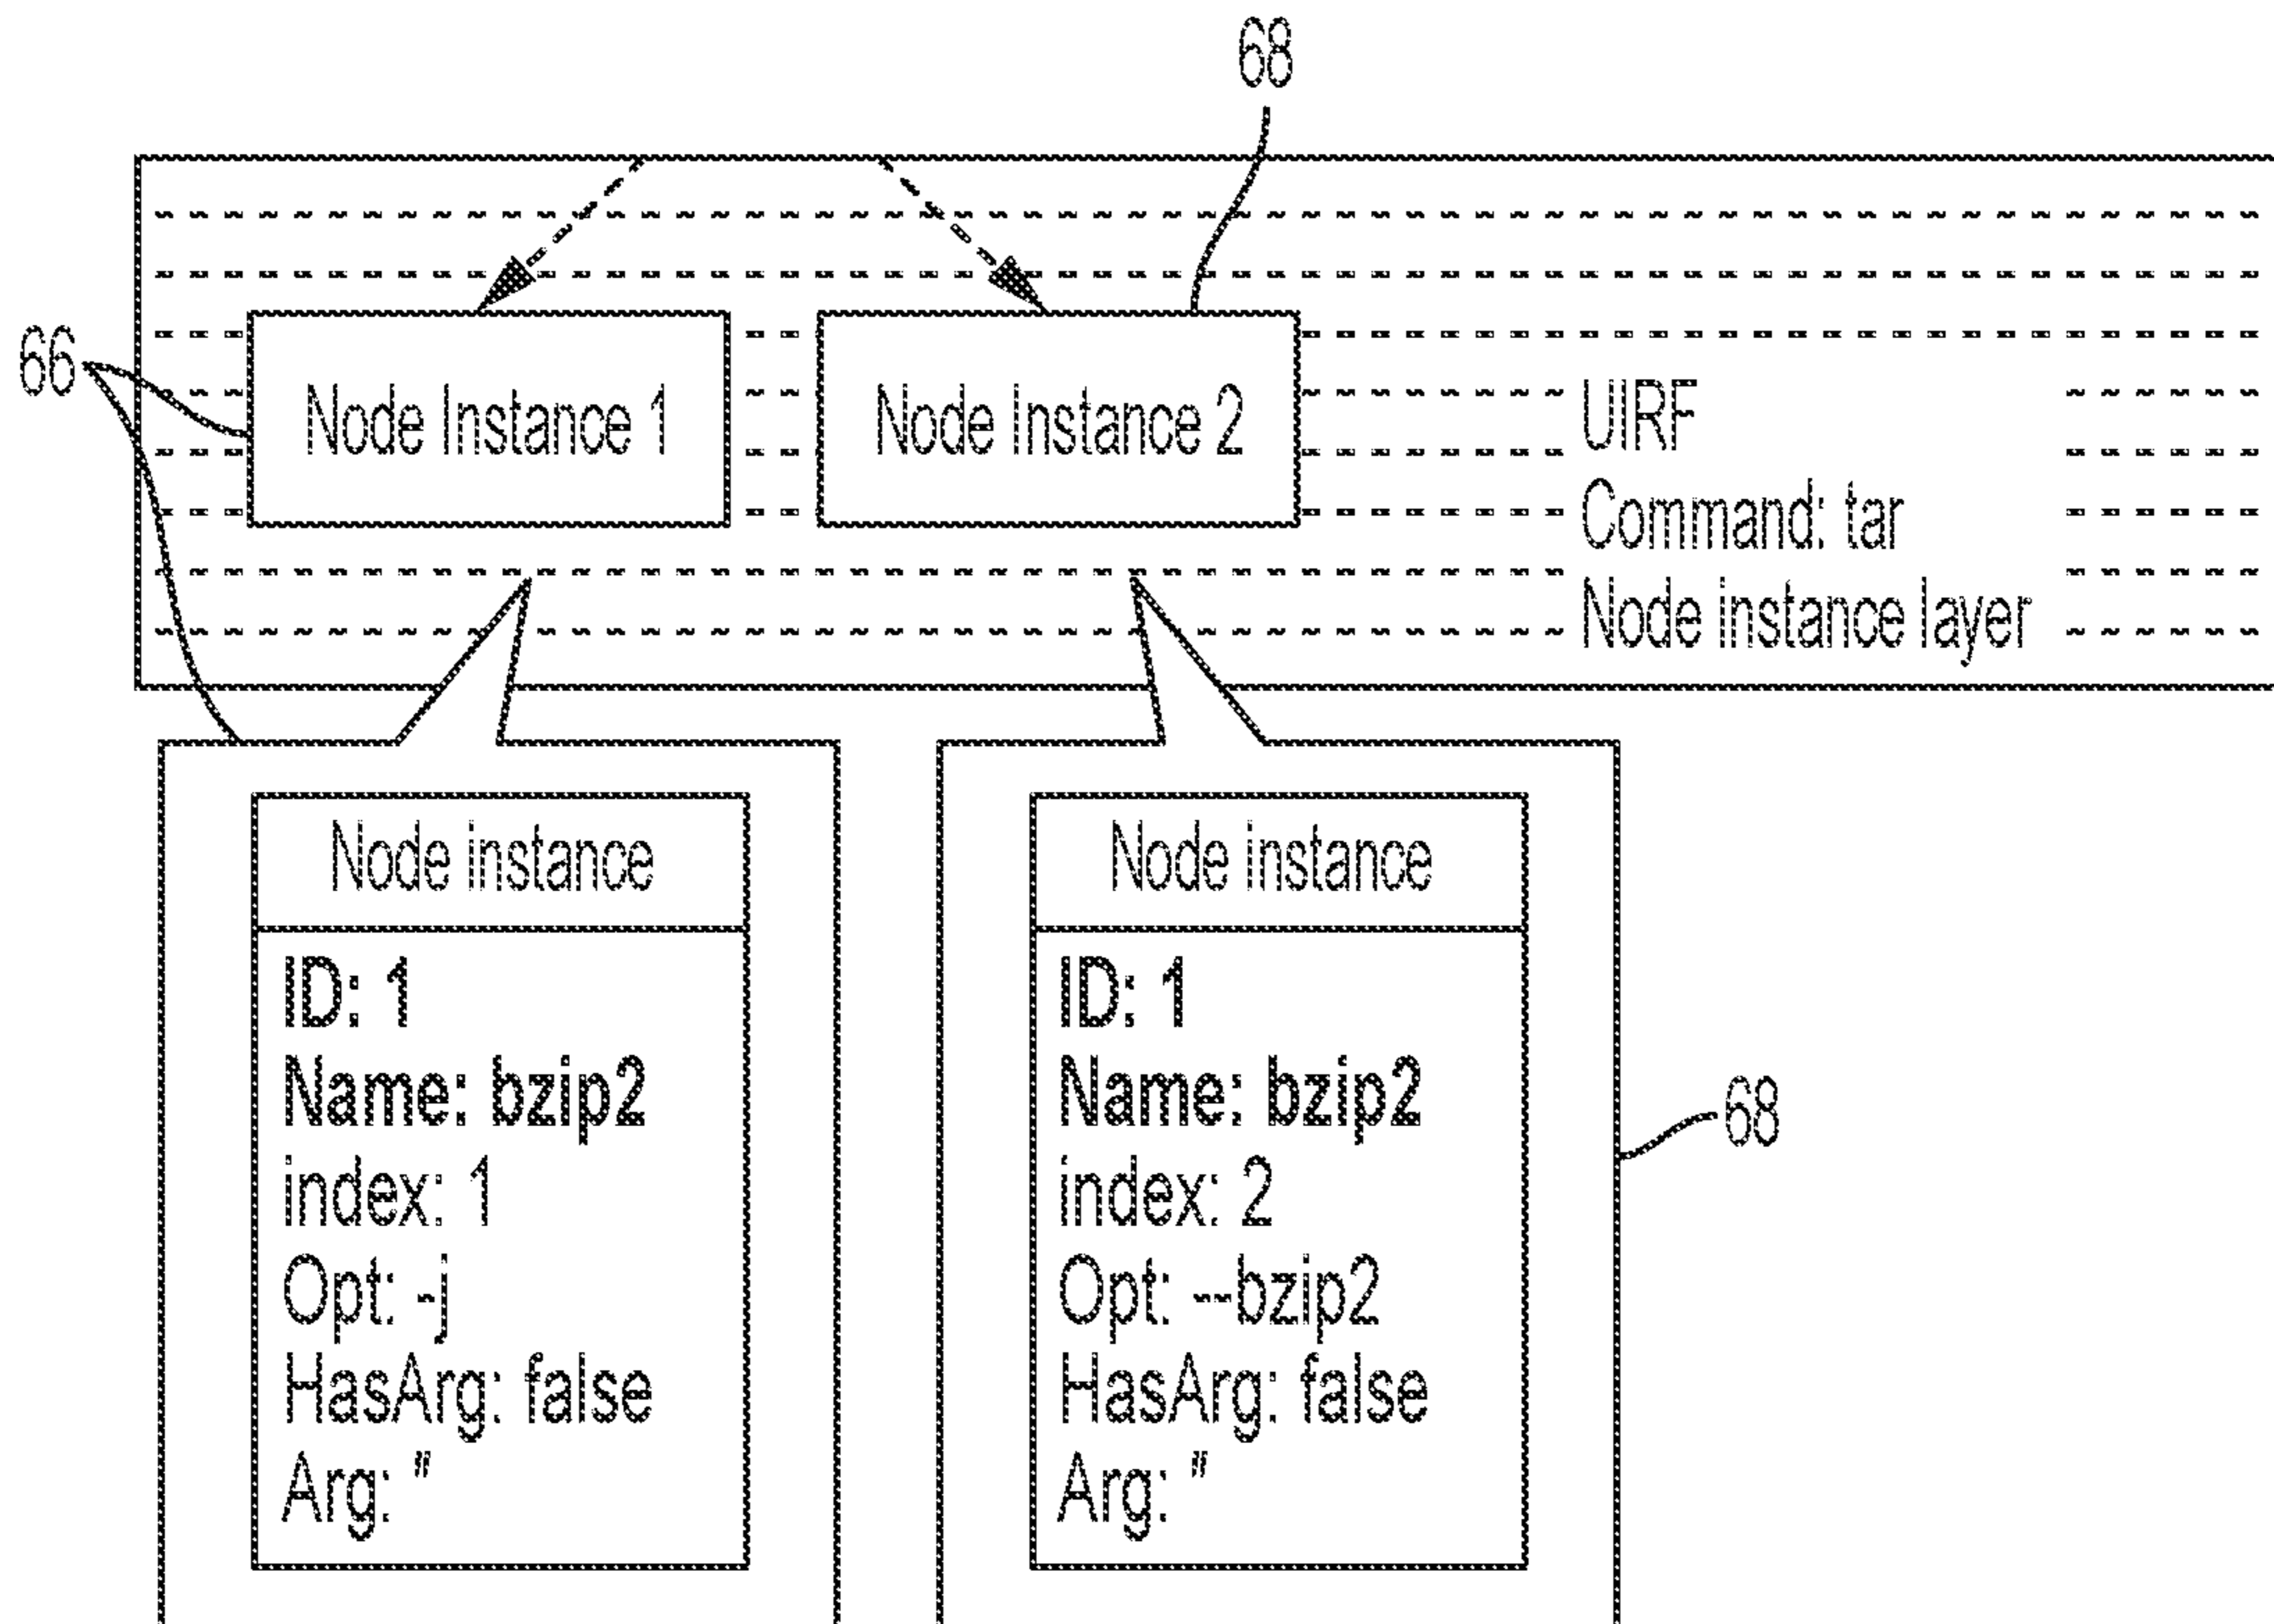 68
66
Node Instance 1
Node Instance 2
UIRF
Command: tar
Node instance layer
Node instance
ID: 1
Name: bzip2
index: 1
Opt: -j
HasArg: false
Arg: "
Node instance
ID: 1
Name: bzip2
index: 2
Opt: --bzip2
HasArg: false
Arg: "
68